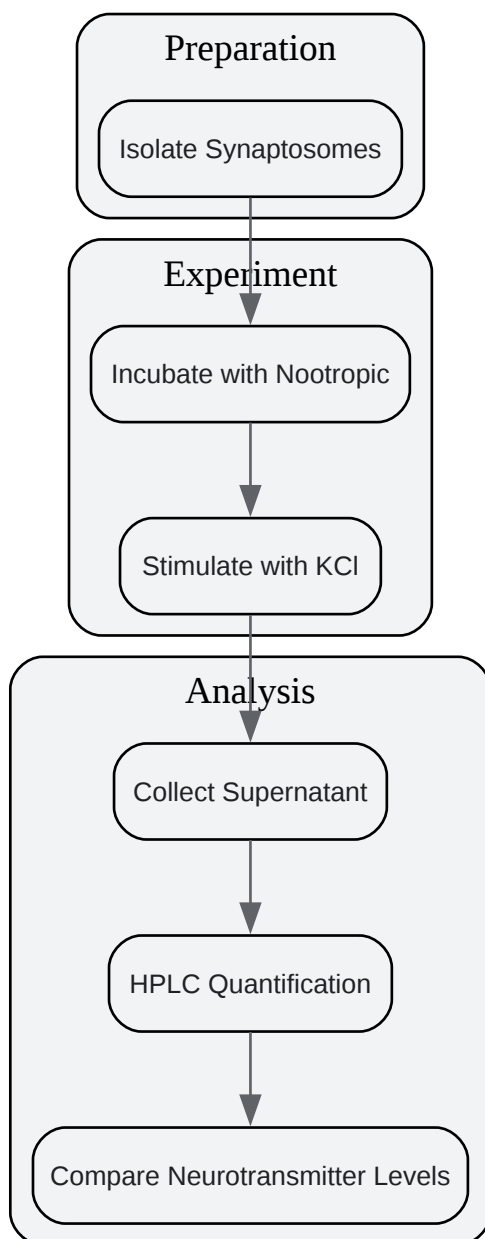 Preparation
Isolate Synaptosomes
Experiment
Incubate with Nootropic
Stimulate with KCl
Analysis
Collect Supernatant
HPLC Quantification
Compare Neurotransmitter Levels